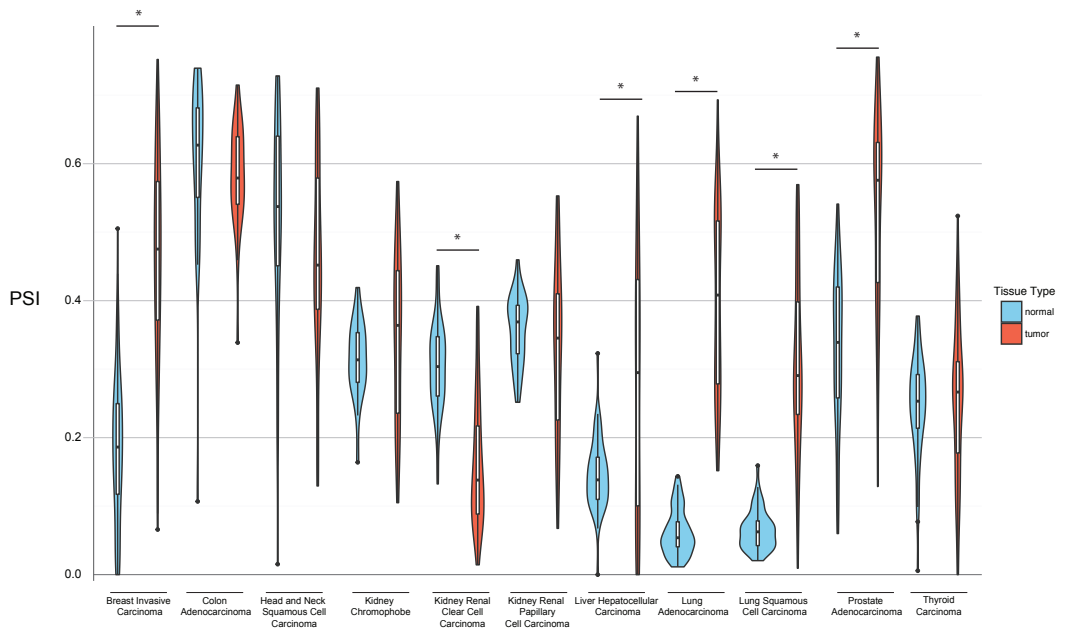 *
*
*
*
*
*
PSI
0.6
0.4
0.2
0.0
Tissue Type
normal
tumor
Breast Invasive
Carcinoma
Colon
Adenocarcinoma
Head and Neck
Squamous Cell
Carcinoma
Kidney
Chromophobe
Kidney Renal
Clear Cell
Carcinoma
Kidney Renal
Papillary
Cell Carcinoma
Liver Hepatocellular
Carcinoma
Lung
Adenocarcinoma
Lung Squamous
Cell Carcinoma
Prostate
Adenocarcinoma
Thyroid
Carcinoma